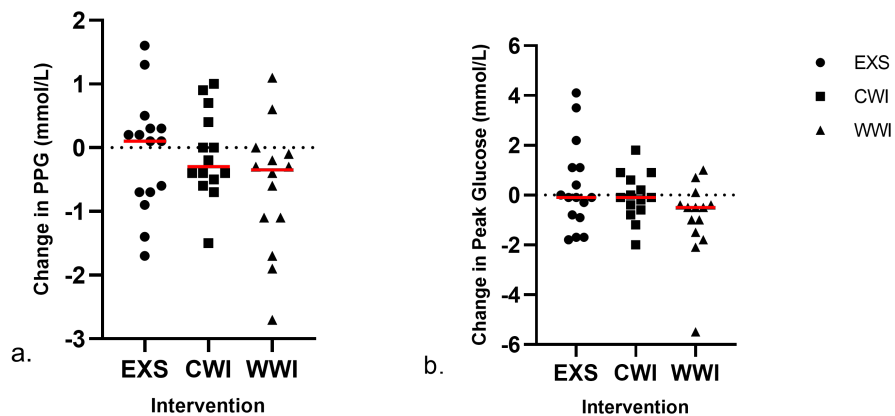 Change in PPG (mmol/L)
2
1
0
-1
-2
-3
EXS CWI WWI
Intervention
a.
Change in Peak Glucose (mmol/L)
6
4
2
0
-2
-4
-6
EXS CWI WWI
Intervention
b.
EXS
CWI
WWI